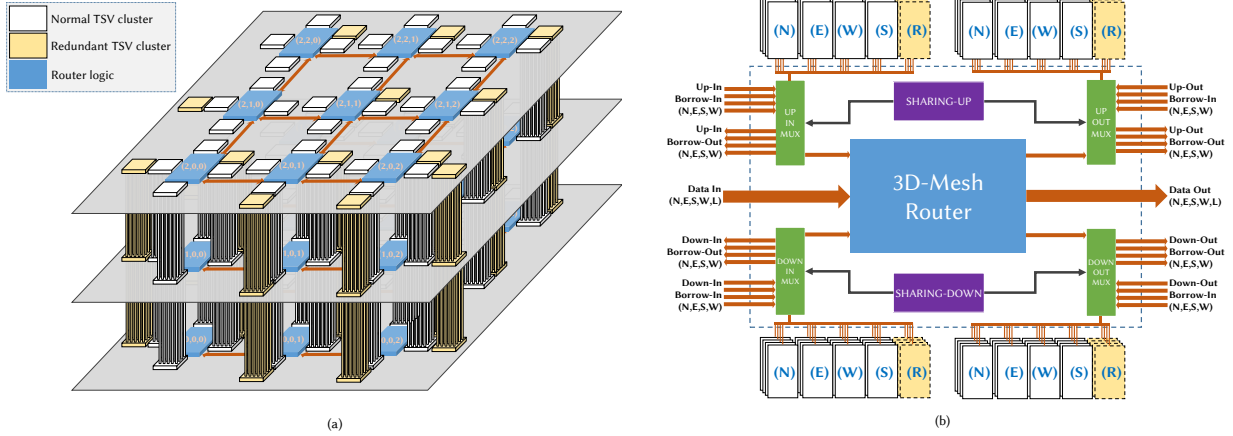 Normal TSV cluster
Redundant TSV cluster
Router logic
(2,2,0)
(2,2,1)
(2,2,2)
(2,1,0)
(2,1,1)
(2,1,2)
(2,0,0)
(2,0,1)
(2,0,2)
1,0,0)
,0,1)
1,0,2
,0,0)
,0,1
0,0,2
(a)
(N) (E) (W) (S) (R)
(N) (E) (W) (S) (R)
Up-In
Borrow-In
(N,E,S,W)
Up-In
Borrow-Out
(N,E,S,W)
UP
IN
MUX
SHARING-UP
UP
OUT
MUX
Up-Out
Borrow-In
(N,E,S,W)
Up-Out
Borrow-Out
(N,E,S,W)
Data In
(N,E,S,W,L)
3D-Mesh
Router
Data Out
(N,E,S,W,L)
Down-In
Borrow-Out
(N,E,S,W)
Down-In
Borrow-In
(N,E,S,W)
DOWN
IN
MUX
SHARING-DOWN
DOWN
OUT
MUX
Down-Out
Borrow-Out
(N,E,S,W)
Down-Out
Borrow-In
(N,E,S,W)
(N) (E) (W) (S) (R)
(N) (E) (W) (S) (R)
(b)